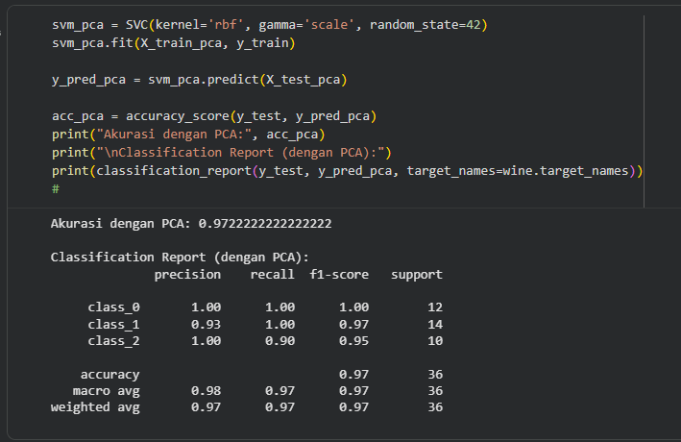 svm_pca = SVC(kernel='rbf', gamma='scale', random_state=42)
svm_pca.fit(X_train_pca, y_train)
y_pred_pca = svm_pca.predict(X_test_pca)
acc_pca = accuracy_score(y_test, y_pred_pca)
print("Akurasi dengan PCA:", acc_pca)
print("\nClassification Report (dengan PCA):")
print(classification_report(y_test, y_pred_pca, target_names=wine.target_names))
#
Akurasi dengan PCA: 0.9722222222222222
Classification Report (dengan PCA):
precision recall f1-score support
class_0 1.00 1.00 1.00 12
class_1 0.93 1.00 0.97 14
class_2 1.00 0.90 0.95 10
accuracy 0.97 36
macro avg 0.98 0.97 0.97 36
weighted avg 0.97 0.97 0.97 36